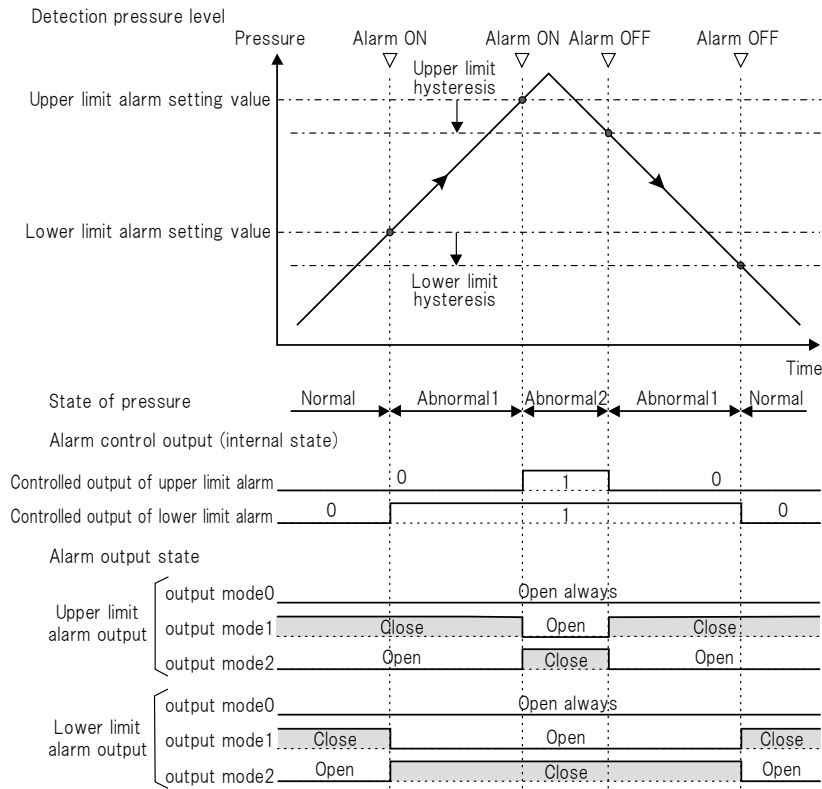 Detection pressure level
Pressure
Alarm ON
Alarm ON
Alarm OFF
Alarm OFF
Upper limit
hysteresis
Upper limit alarm setting value
Lower limit alarm setting value
Lower limit
hysteresis
Time
State of pressure
Normal
Abnormal1
Abnormal2
Abnormal1
Normal
Alarm control output (internal state)
Controlled output of upper limit alarm
0
1
0
Controlled output of lower limit alarm
0
1
0
Alarm output state
Upper limit
alarm output
output mode0
Open always
output mode1
Close
Open
Close
output mode2
Open
Close
Open
Lower limit
alarm output
output mode0
Open always
output mode1
Close
Open
Close
output mode2
Open
Close
Open